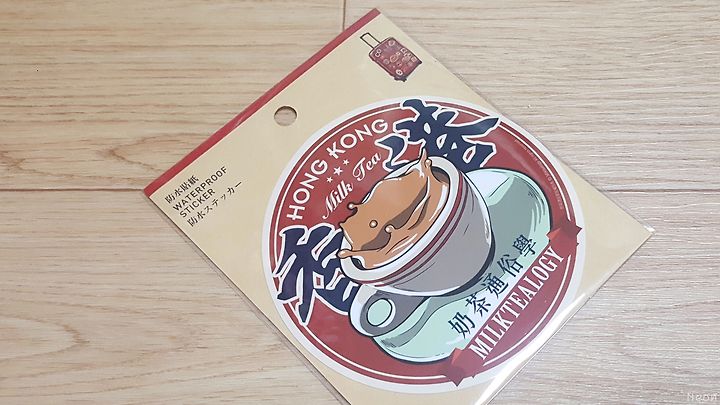 防水貼紙
WATERPROOF
STICKER
防水ステッカー
香港
HONG KONG
Milk Tea
奶茶通俗學
MILKTEALOGY
Neon